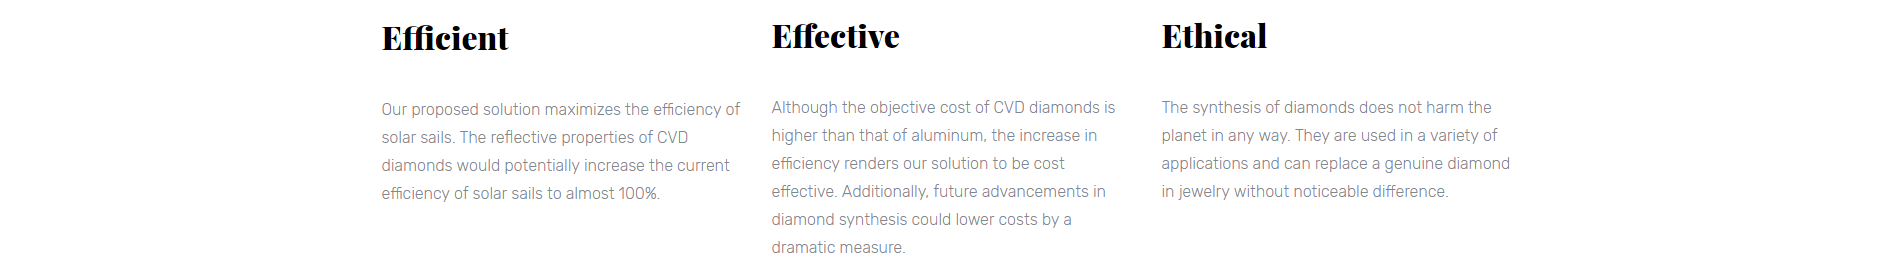 Efficient
Our proposed solution maximizes the efficiency of
solar sails. The reflective properties of CVD
diamonds would potentially increase the current
efficiency of solar sails to almost 100%.
Effective
Although the objective cost of CVD diamonds is
higher than that of aluminum, the increase in
efficiency renders our solution to be cost
effective. Additionally, future advancements in
diamond synthesis could lower costs by a
dramatic measure.
Ethical
The synthesis of diamonds does not harm the
planet in any way. They are used in a variety of
applications and can replace a genuine diamond
in jewelry without noticeable difference.